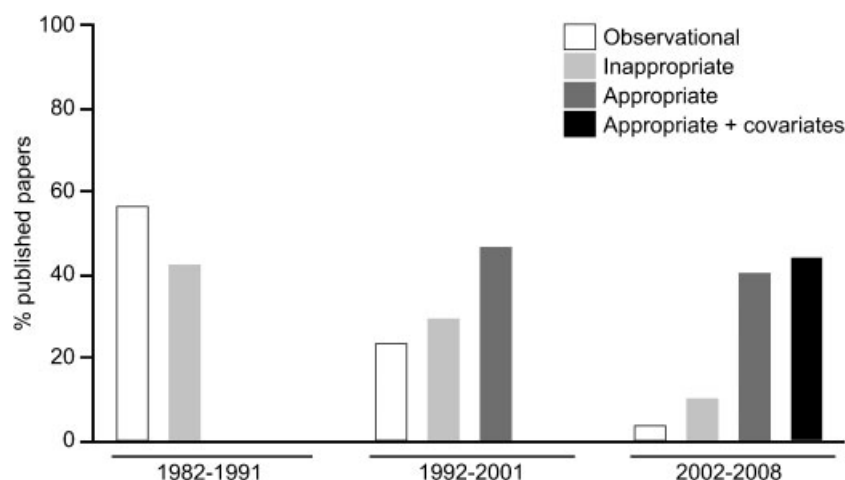 100
80
60
40
20
0
% published papers
Observational
Inappropriate
Appropriate
Appropriate + covariates
1982-1991
1992-2001
2002-2008